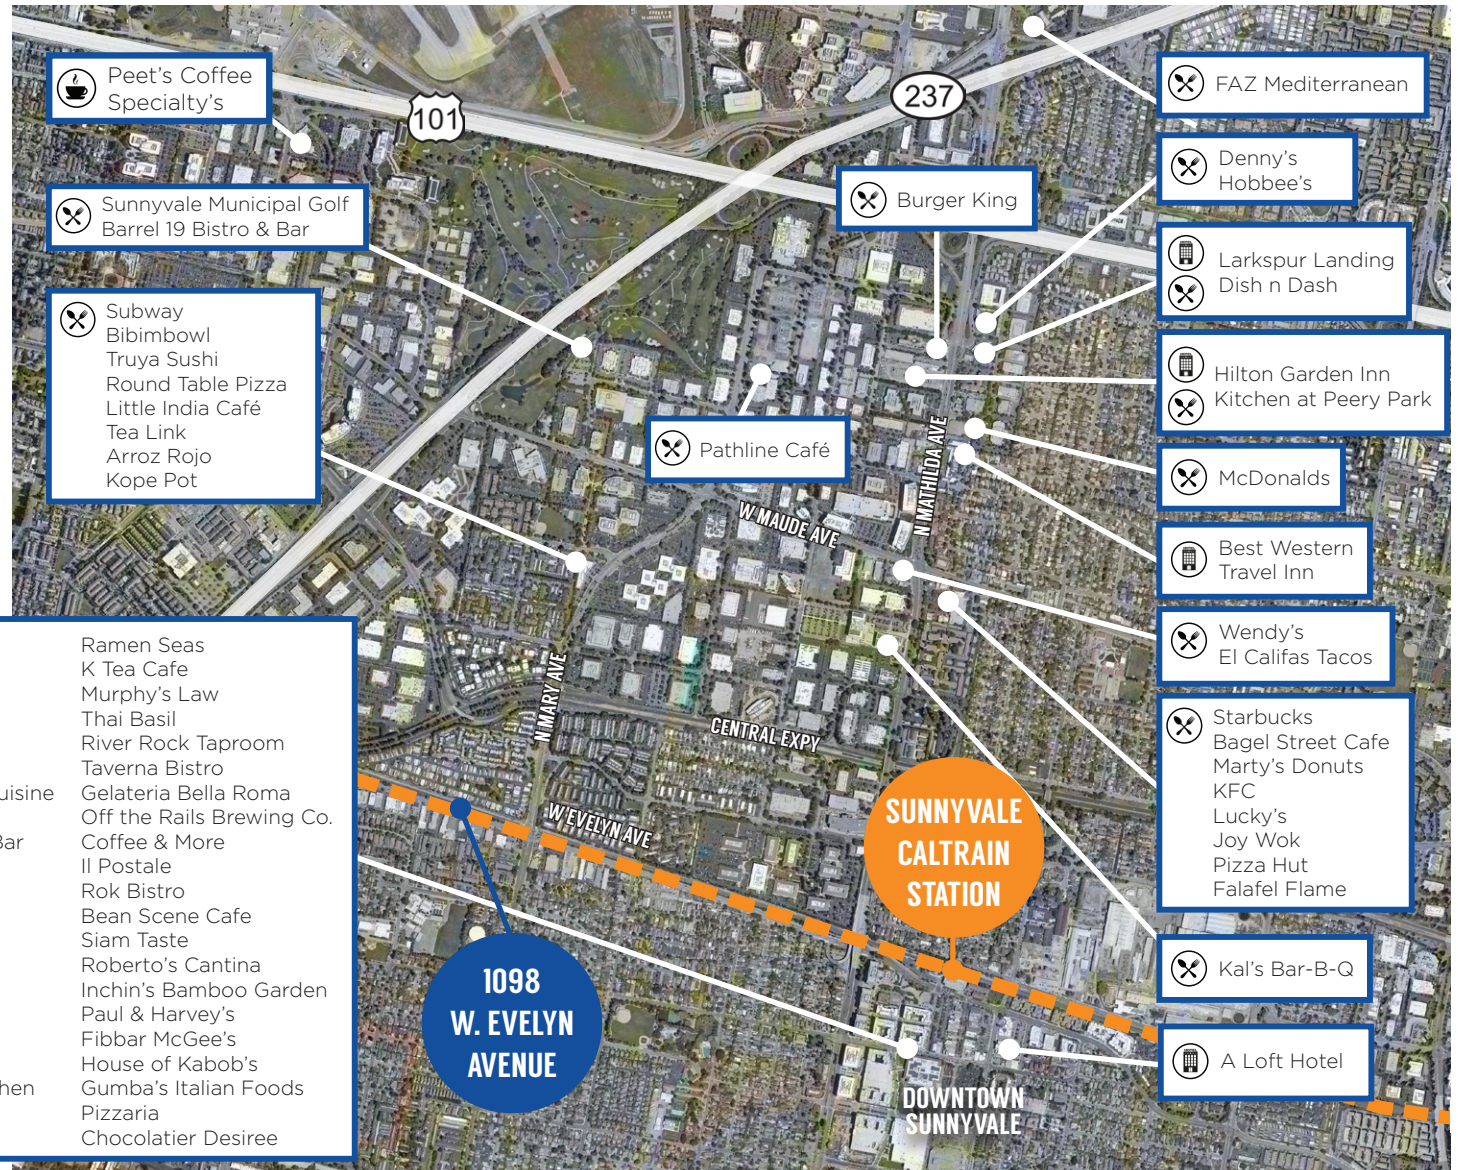 Peet's Coffee
Specialty's
101
237
FAZ Mediterranean
Denny's
Hobbee's
Sunnyvale Municipal Golf
Barrel 19 Bistro & Bar
Burger King
Larkspur Landing
Dish n Dash
Subway
Bibimbowl
Truya Sushi
Round Table Pizza
Little India Café
Tea Link
Arroz Rojo
Kope Pot
Hilton Garden Inn
Kitchen at Peery Park
Pathline Café
N MATHILDA AVE
McDonalds
W MAUDE AVE
Best Western
Travel Inn
Wendy's
El Califas Tacos
Ramen Seas
K Tea Cafe
Murphy's Law
Thai Basil
River Rock Taproom
Taverna Bistro
uisine Gelateria Bella Roma
Off the Rails Brewing Co.
Bar Coffee & More
Il Postale
Rok Bistro
Bean Scene Cafe
Siam Taste
Roberto's Cantina
Inchin's Bamboo Garden
Paul & Harvey's
Fibbar McGee's
House of Kabob's
hen Gumba's Italian Foods
Pizzaria
Chocolatier Desiree
N MARY AVE
CENTRAL EXPY
W EVELYN AVE
SUNNYVALE
CALTRAIN
STATION
Starbucks
Bagel Street Cafe
Marty's Donuts
KFC
Lucky's
Joy Wok
Pizza Hut
Falafel Flame
1098
W. EVELYN
AVENUE
Kal's Bar-B-Q
A Loft Hotel
DOWNTOWN
SUNNYVALE